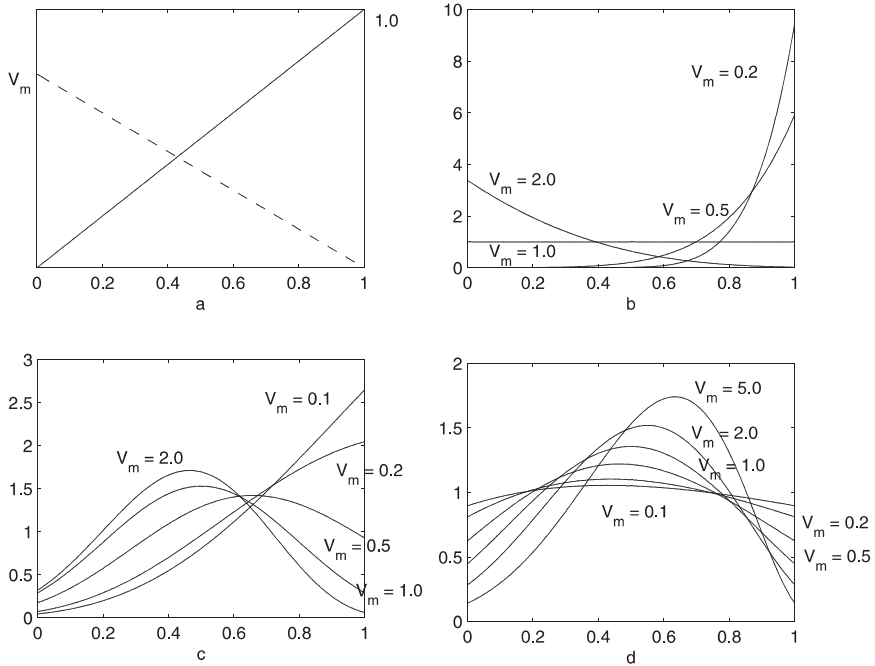 1.0
V_m
0 0.2 0.4 0.6 0.8 1
a
10
8
6
4
2
0
V_m = 0.2
V_m = 2.0
V_m = 0.5
V_m = 1.0
0 0.2 0.4 0.6 0.8 1
b
3
2.5
2
1.5
1
0.5
0
V_m = 0.1
V_m = 2.0
V_m = 0.2
V_m = 0.5
V_m = 1.0
0 0.2 0.4 0.6 0.8 1
c
2
1.5
1
0.5
0
V_m = 5.0
V_m = 2.0
V_m = 1.0
V_m = 0.1
V_m = 0.2
V_m = 0.5
0 0.2 0.4 0.6 0.8 1
d